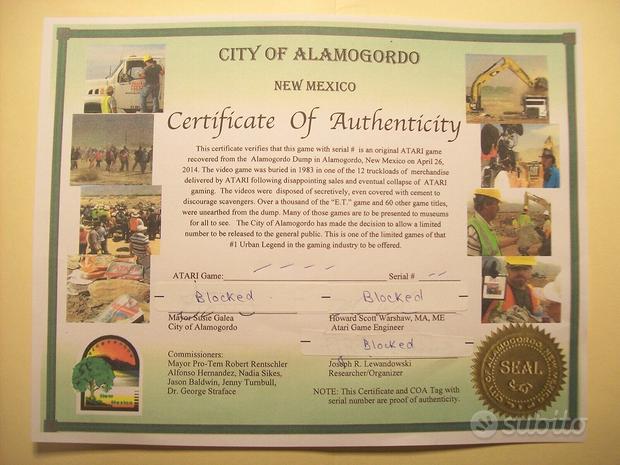 CITY OF ALAMOGORDO
NEW MEXICO
Certificate Of Authenticity
This certificate verifies that this game with serial # is an original ATARI game
recovered from the Alamogordo Dump in Alamogordo, New Mexico on April 26,
2014. The video game was buried in 1983 in one of the 12 truckloads of merchandise
delivered by ATARI following disappointing sales and eventual collapse of ATARI
gaming. The videos were disposed of secretively, even covered with cement to
discourage scavengers. Over a thousand of the "E.T." game and 60 other game titles,
were unearthed from the dump. Many of those games are to be presented to museums
for all to see. The City of Alamogordo has made the decision to allow a limited
number to be released to the general public. This is one of the limited games of that
#1 Urban Legend in the gaming industry to be offered.
ATARI Game: Serial #
Blocked Blocked
Mayor Susie Galea Howard Scott Warshaw, MA, ME
City of Alamogordo Atari Game Engineer
Blocked
Commissioners: Joseph R. Lewandowski
Mayor Pro-Tem Robert Rentschler Researcher/Organizer
Alfonso Hernandez, Nadia Sikes,
Jason Baldwin, Jenny Turnbull,
Dr. George Straface
NOTE: This Certificate and COA Tag with
serial number are proof of authenticity.
SEAL
subito